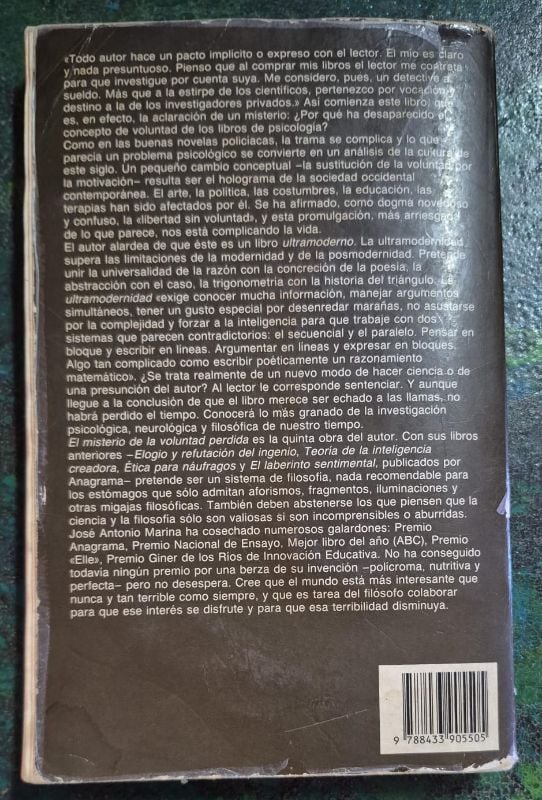 «Todo autor hace un pacto implícito o expreso con el lector. El mío es claro
y nada presuntuoso. Pienso que al comprar mis libros el lector me contrata
para que investigue por cuenta suya. Me considero, pues, un detective a
sueldo. Más que a la estirpe de los científicos, pertenezco por vocación y
destino a la de los investigadores privados.» Así comienza este libro, que
es, en efecto, la aclaración de un misterio: ¿Por qué ha desaparecido el
concepto de voluntad de los libros de psicología?
Como en las buenas novelas policíacas, la trama se complica y lo que
parecía un problema psicológico se convierte en un análisis de la cultura de
este siglo. Un pequeño cambio conceptual –la sustitución de la voluntad por
la motivación– resulta ser el holograma de la sociedad occidental
contemporánea. El arte, la política, las costumbres, la educación, las
terapias han sido afectados por él. Se ha afirmado, como dogma novedoso
y confuso, la «libertad sin voluntad», y esta promulgación, más arriesgada
de lo que parece, nos está complicando la vida.
El autor alardea de que éste es un libro ultramoderno. La ultramodernidad
supera las limitaciones de la modernidad y de la posmodernidad. Pretende
unir la universalidad de la razón con la concreción de la poesía, la
abstracción con el caso, la trigonometría con la historia del triángulo. La
ultramodernidad «exige conocer mucha información, manejar argumentos
simultáneos, tener un gusto especial por desenredar marañas, no asustarse
por la complejidad y forzar a la inteligencia para que trabaje con dos
sistemas que parecen contradictorios: el secuencial y el paralelo. Pensar en
bloque y escribir en líneas. Argumentar en líneas y expresar en bloques.
Algo tan complicado como escribir poéticamente un razonamiento
matemático». ¿Se trata realmente de un nuevo modo de hacer ciencia o de
una presunción del autor? Al lector le corresponde sentenciar. Y aunque
llegue a la conclusión de que el libro merece ser echado a las llamas, no
habrá perdido el tiempo. Conocerá lo más granado de la investigación
psicológica, neurológica y filosófica de nuestro tiempo.
El misterio de la voluntad perdida es la quinta obra del autor. Con sus libros
anteriores –Elogio y refutación del ingenio, Teoría de la inteligencia
creadora, Ética para náufragos y El laberinto sentimental, publicados por
Anagrama– pretende ser un sistema de filosofía, nada recomendable para
los estómagos que sólo admitan aforismos, fragmentos, iluminaciones y
otras migajas filosóficas. También deben abstenerse los que piensen que la
ciencia y la filosofía sólo son valiosas si son incomprensibles o aburridas.
José Antonio Marina ha cosechado numerosos galardones: Premio
Anagrama, Premio Nacional de Ensayo, Mejor libro del año (ABC), Premio
«Elle», Premio Giner de los Ríos de Innovación Educativa. No ha conseguido
todavía ningún premio por una berza de su invención –polícroma, nutritiva y
perfecta– pero no desespera. Cree que el mundo está más interesante que
nunca y tan terrible como siempre, y que es tarea del filósofo colaborar
para que ese interés se disfrute y para que esa terribilidad disminuya.
9 788433 905505